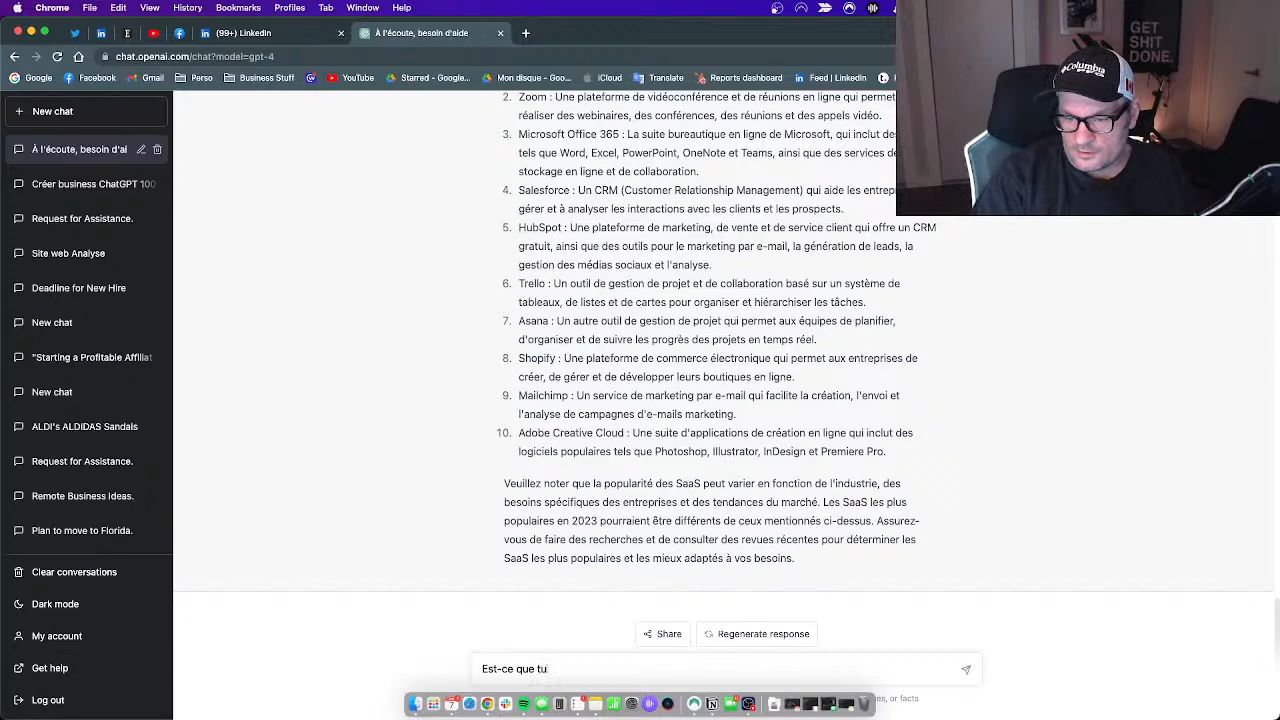 Chrome File Edit View History Bookmarks Profiles Tab Window Help
(99+) LinkedIn
À l'écoute, besoin d'aide
chat.openai.com/chat?model=gpt-4
Google Facebook Gmail Perso Business Stuff YouTube Starred - Google... Mon disque - Goo... iCloud Translate Reports dashboard Feed | LinkedIn
New chat
À l'écoute, besoin d'ai
Créer business ChatGPT 100
Request for Assistance.
Site web Analyse
Deadline for New Hire
New chat
"Starting a Profitable Affiliat
New chat
ALDI's ALDIDAS Sandals
Request for Assistance.
Remote Business Ideas.
Plan to move to Florida.
Clear conversations
Dark mode
My account
Get help
Log out
2. Zoom : Une plateforme de vidéoconférence et de réunions en ligne qui permet
réaliser des webinaires, des conférences, des réunions et des appels vidéo.
3. Microsoft Office 365 : La suite bureautique en ligne de Microsoft, qui inclut des
tels que Word, Excel, PowerPoint, OneNote et Teams, ainsi que des services de
stockage en ligne et de collaboration.
4. Salesforce : Un CRM (Customer Relationship Management) qui aide les entrep
gérer et à analyser les interactions avec les clients et les prospects.
5. HubSpot : Une plateforme de marketing, de vente et de service client qui offre un CRM
gratuit, ainsi que des outils pour le marketing par e-mail, la génération de leads, la
gestion des médias sociaux et l'analyse.
6. Trello : Un outil de gestion de projet et de collaboration basé sur un système de
tableaux, de listes et de cartes pour organiser et hiérarchiser les tâches.
7. Asana : Un autre outil de gestion de projet qui permet aux équipes de planifier,
d'organiser et de suivre les progrès des projets en temps réel.
8. Shopify : Une plateforme de commerce électronique qui permet aux entreprises de
créer, de gérer et de développer leurs boutiques en ligne.
9. Mailchimp : Un service de marketing par e-mail qui facilite la création, l'envoi et
l'analyse de campagnes d'e-mails marketing.
10. Adobe Creative Cloud : Une suite d'applications de création en ligne qui inclut des
logiciels populaires tels que Photoshop, Illustrator, InDesign et Premiere Pro.
Veuillez noter que la popularité des SaaS peut varier en fonction de l'industrie, des
besoins spécifiques des entreprises et des tendances du marché. Les SaaS les plus
populaires en 2023 pourraient être différents de ceux mentionnés ci-dessus. Assurez-
vous de faire des recherches et de consulter des revues récentes pour déterminer les
SaaS les plus populaires et les mieux adaptés à vos besoins.
Share
Regenerate response
Est-ce que tu
es, or facts
GET
SHIT
DONE.
Columbia